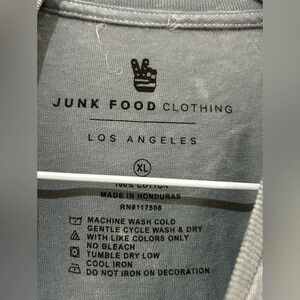 JUNK FOOD CLOTHING
LOS ANGELES
XL
100% COTTON
MADE IN HONDURAS
RN#117508
MACHINE WASH COLD
GENTLE CYCLE WASH & DRY
WITH LIKE COLORS ONLY
NO BLEACH
TUMBLE DRY LOW
COOL IRON
DO NOT IRON ON DECORATION